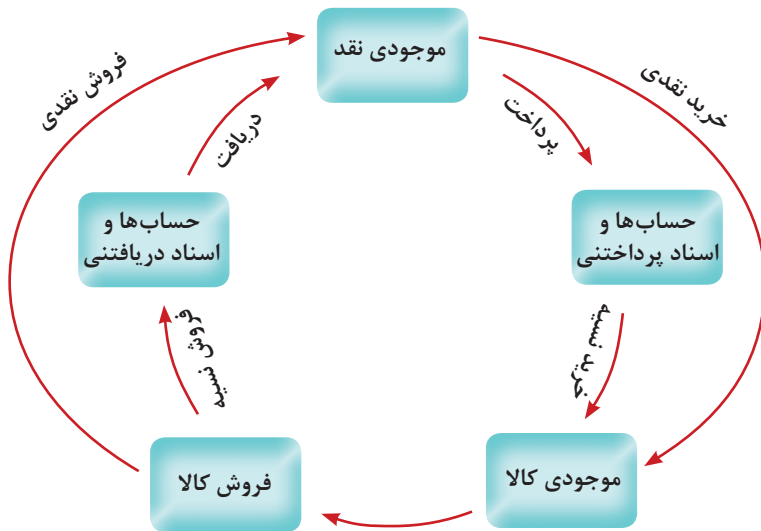 موجودی نقد
خرید نقدی
پرداخت
حساب‌ها و
اسناد پرداختنی
خرید نسیه
موجودی کالا
فروش کالا
فروش نسیه
حساب‌ها و
اسناد دریافتنی
دریافت
فروش نقدی